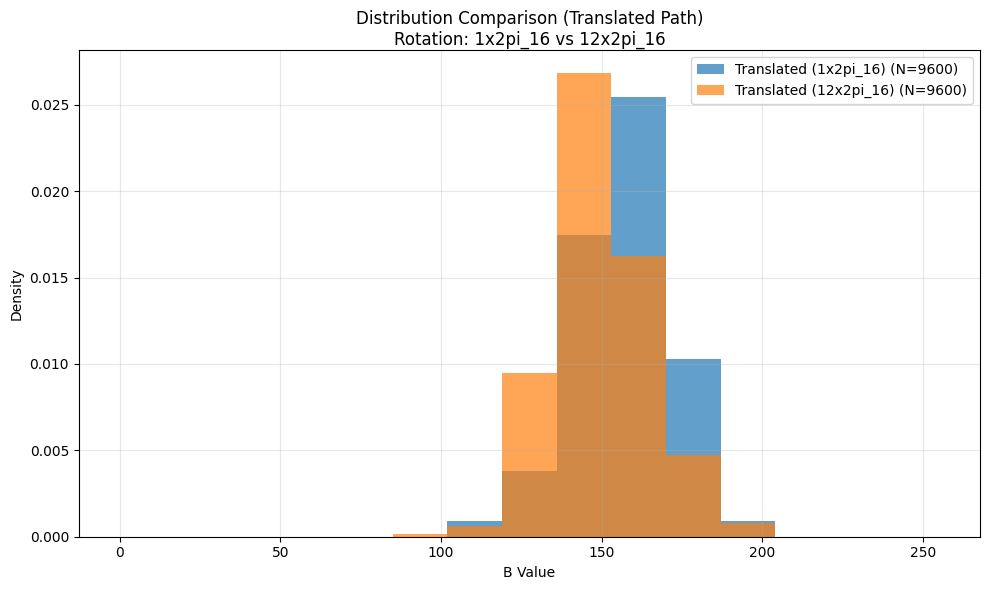 Distribution Comparison (Translated Path)
Rotation: 1x2pi_16 vs 12x2pi_16
Translated (1x2pi_16) (N=9600)
Translated (12x2pi_16) (N=9600)
Density
0.025
0.020
0.015
0.010
0.005
0.000
0 50 100 150 200 250
B Value